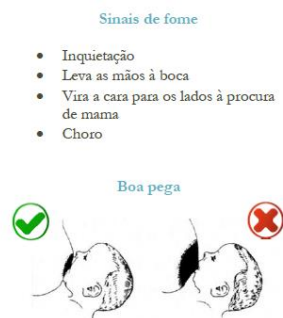 Sinais de fome
• Inquietação
• Leva as mãos à boca
• Vira a cara para os lados à procura
de mama
• Choro
Boa pega